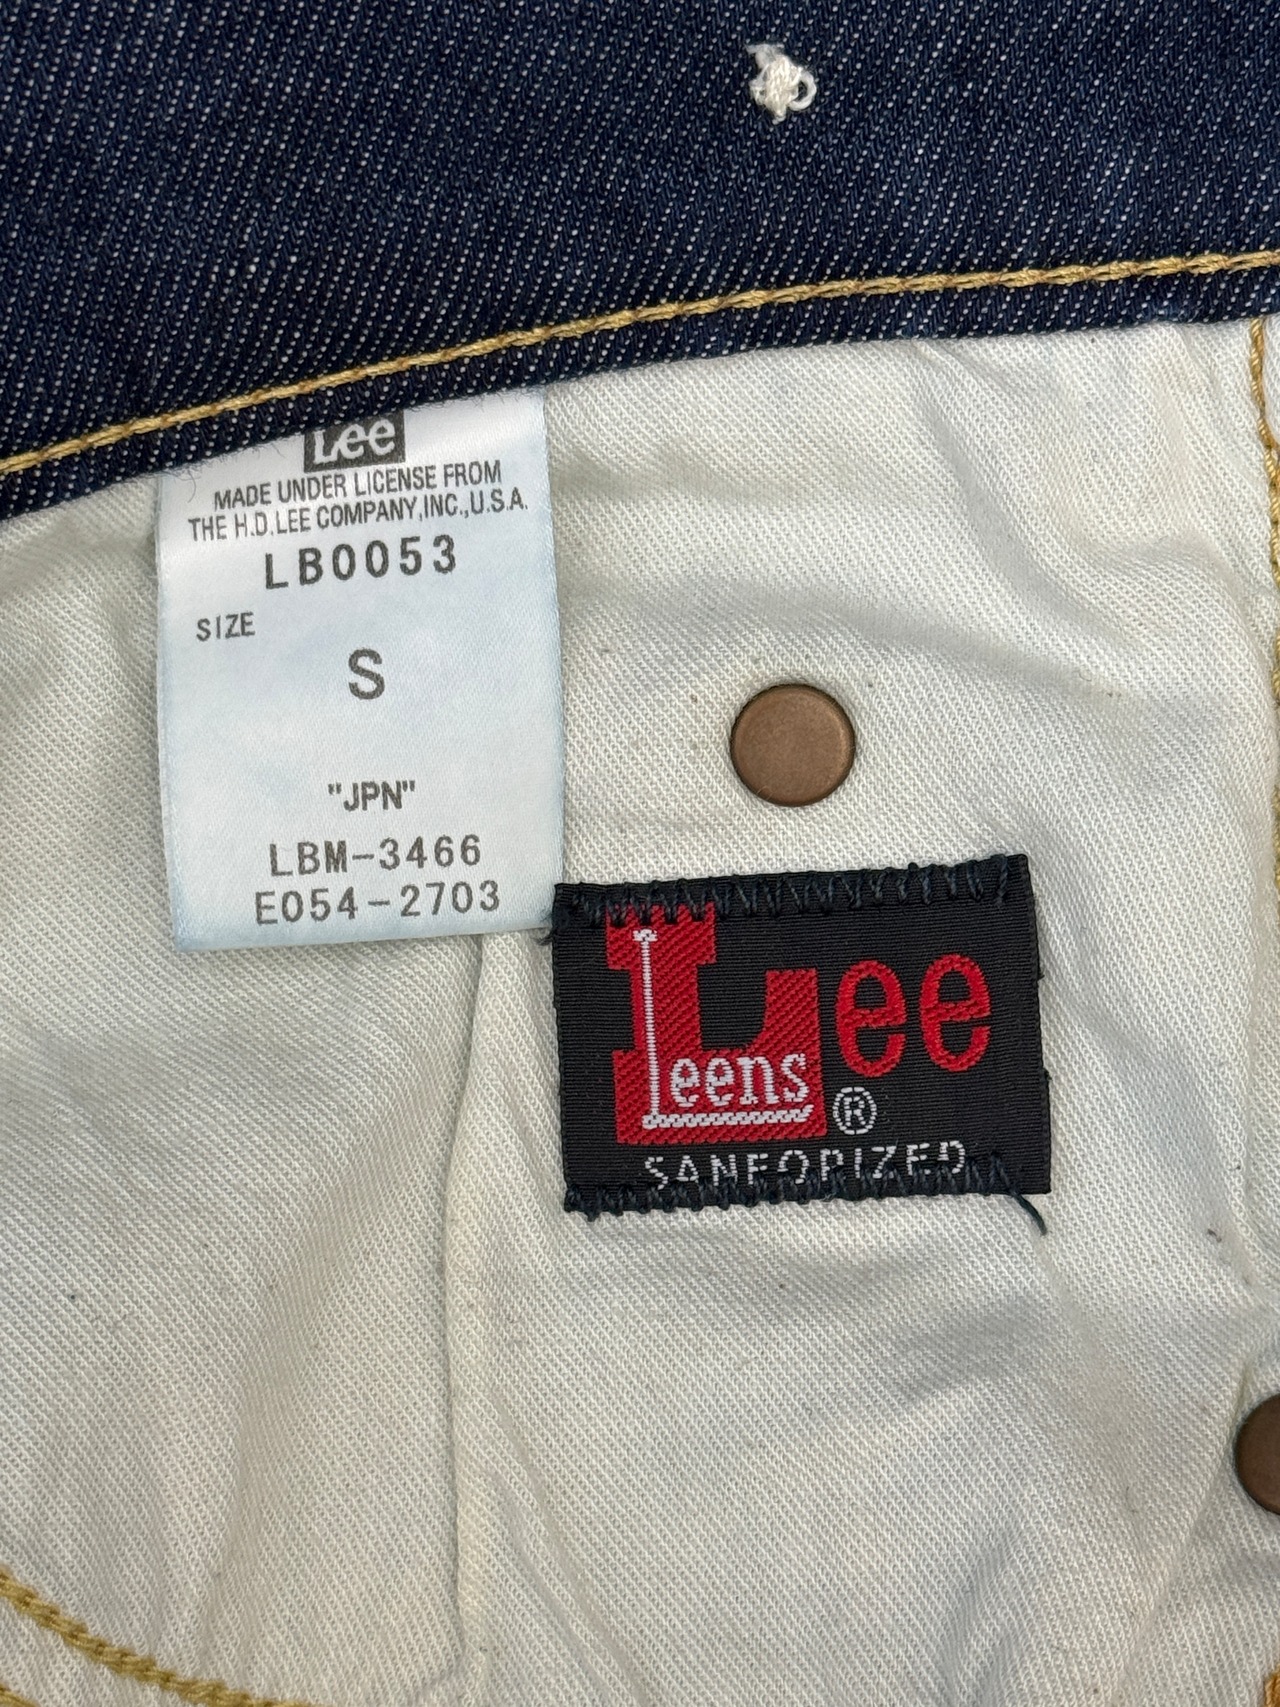 Lee
MADE UNDER LICENSE FROM
THE H.D.LEE COMPANY,INC.,U.S.A.
LB0053
SIZE
S
"JPN"
LBM-3466
E054-2703
Lee
Leens
®
SANFORIZED